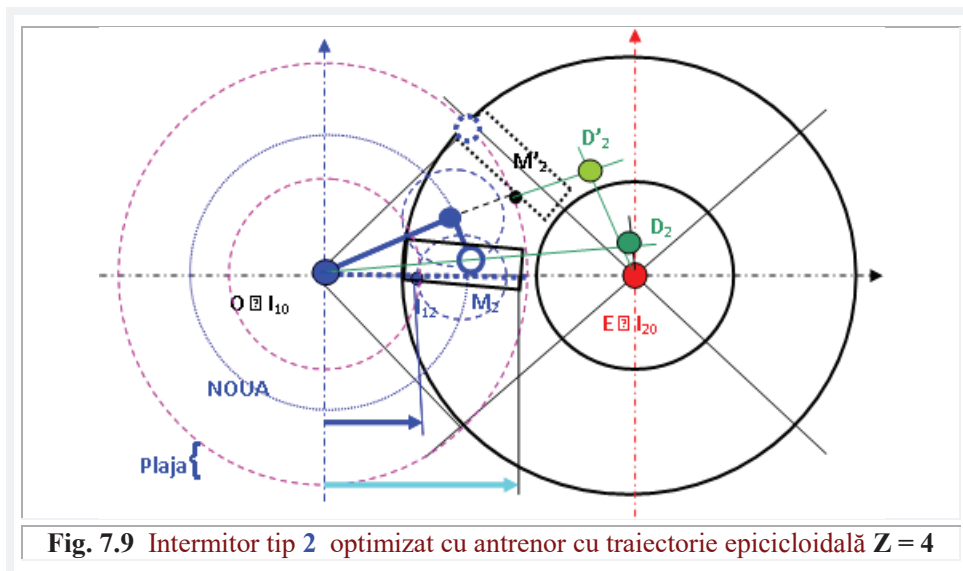 D’2
M’2
D2
O ⍰ I10
I12
M2
E ⍰ I20
NOUA
Plaja {
Fig. 7.9 Intermitor tip 2 optimizat cu antrenor cu traiectorie epicicloidală Z = 4